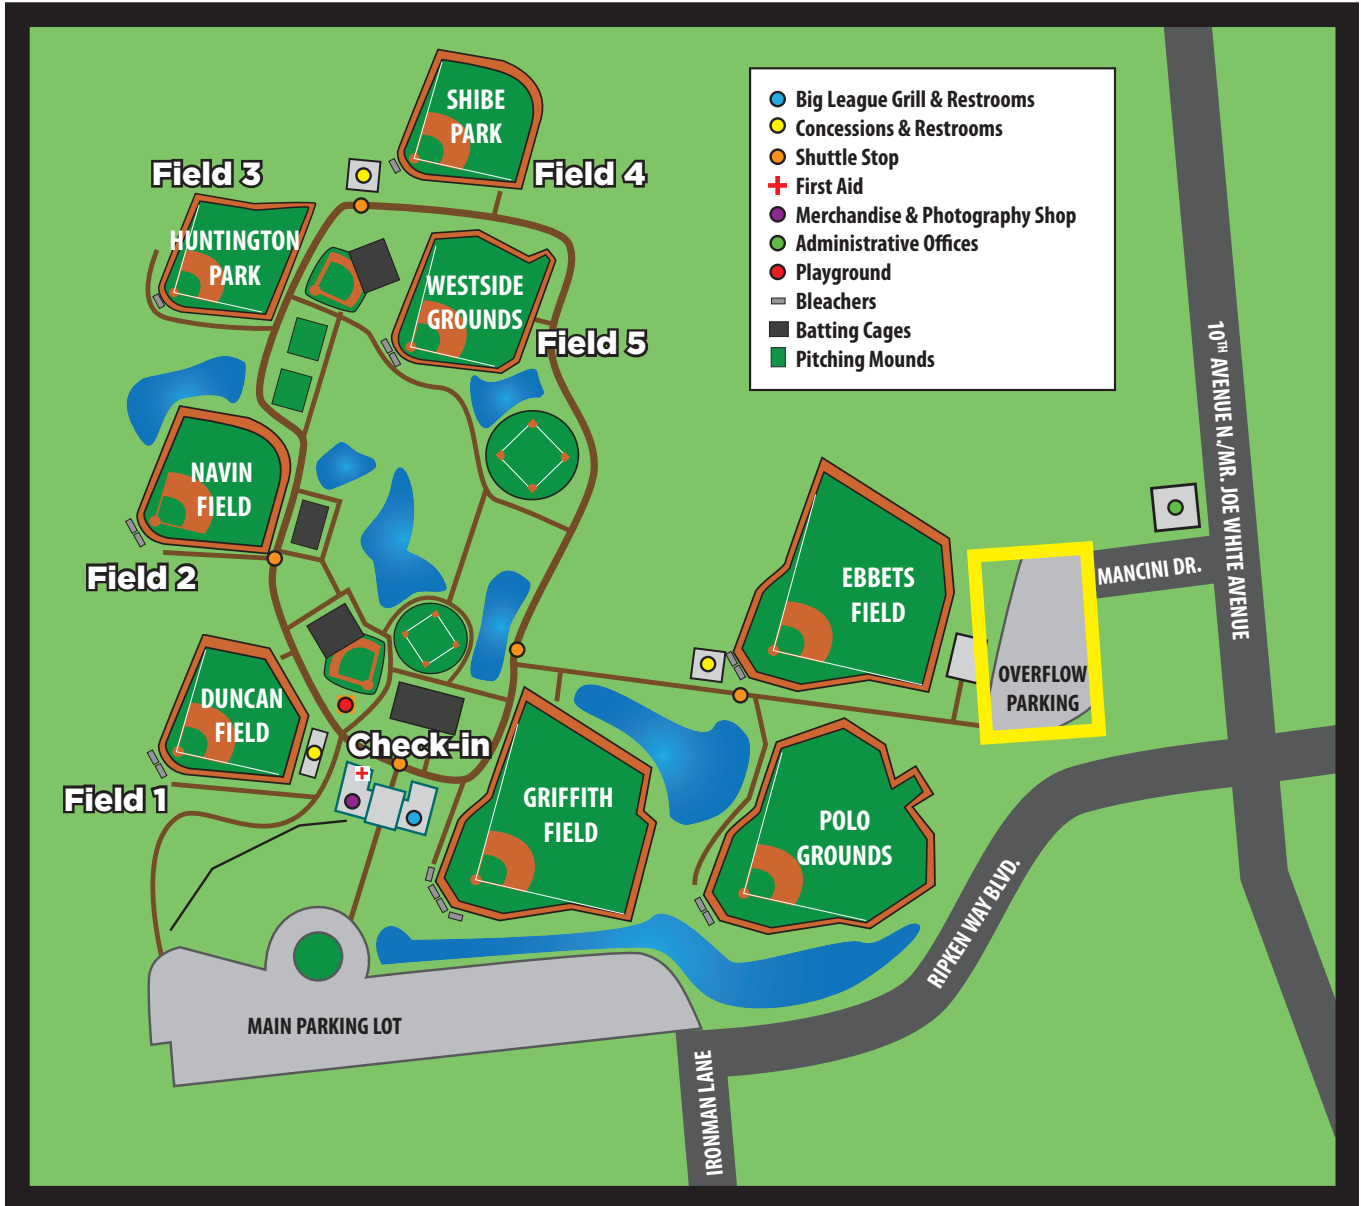 SHIBE
PARK
Field 3
Field 4
HUNTINGTON
PARK
WESTSIDE
GROUNDS
Field 5
Big League Grill & Restrooms
Concessions & Restrooms
Shuttle Stop
First Aid
Merchandise & Photography Shop
Administrative Offices
Playground
Bleachers
Batting Cages
Pitching Mounds
10TH AVENUE N./MR. JOE WHITE AVENUE
NAVIN
FIELD
Field 2
EBBETS
FIELD
MANCINI DR.
OVERFLOW
PARKING
DUNCAN
FIELD
Check-in
Field 1
GRIFFITH
FIELD
POLO
GROUNDS
RIPKEN WAY BLVD.
MAIN PARKING LOT
IRONMAN LANE